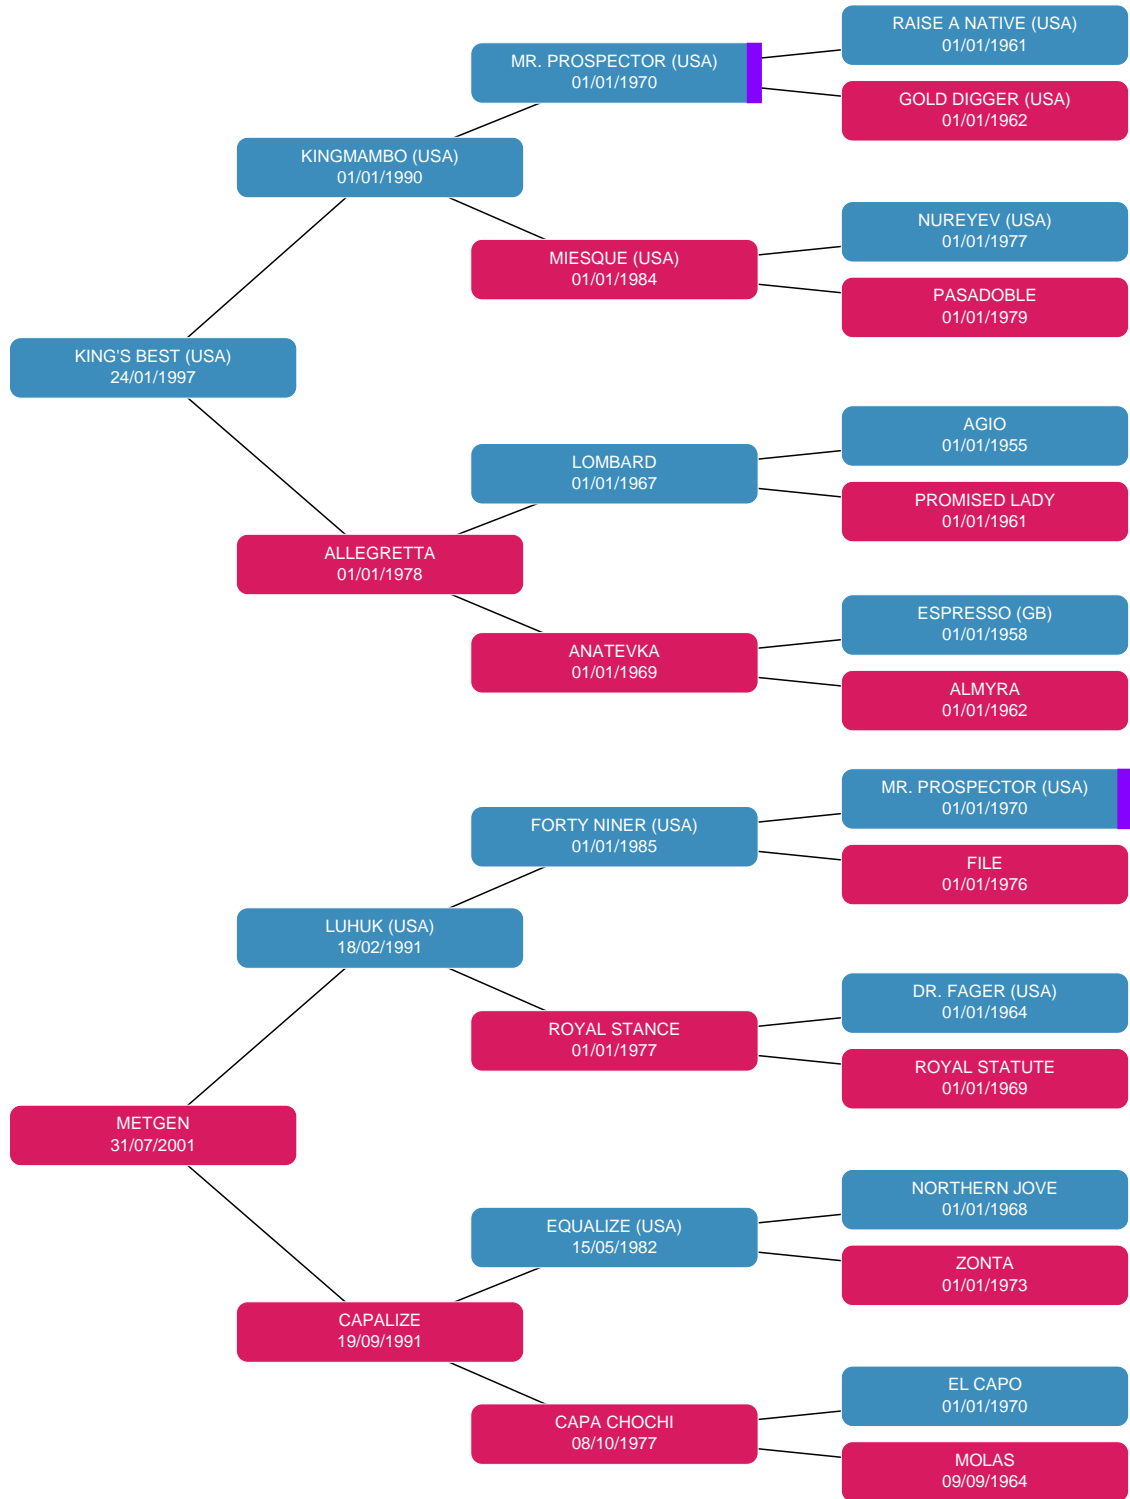 RAISE A NATIVE (USA)
01/01/1961
MR. PROSPECTOR (USA)
01/01/1970
GOLD DIGGER (USA)
01/01/1962
KINGMAMBO (USA)
01/01/1990
NUREYEV (USA)
01/01/1977
MIESQUE (USA)
01/01/1984
PASADOBLE
01/01/1979
KING'S BEST (USA)
24/01/1997
AGIO
01/01/1955
LOMBARD
01/01/1967
PROMISED LADY
01/01/1961
ALLEGRETTA
01/01/1978
ESPRESSO (GB)
01/01/1958
ANATEVKA
01/01/1969
ALMYRA
01/01/1962
MR. PROSPECTOR (USA)
01/01/1970
FORTY NINER (USA)
01/01/1985
FILE
01/01/1976
LUHUK (USA)
18/02/1991
DR. FAGER (USA)
01/01/1964
ROYAL STANCE
01/01/1977
ROYAL STATUTE
01/01/1969
METGEN
31/07/2001
NORTHERN JOVE
01/01/1968
EQUALIZE (USA)
15/05/1982
ZONTA
01/01/1973
CAPALIZE
19/09/1991
EL CAPO
01/01/1970
CAPA CHOCHI
08/10/1977
MOLAS
09/09/1964